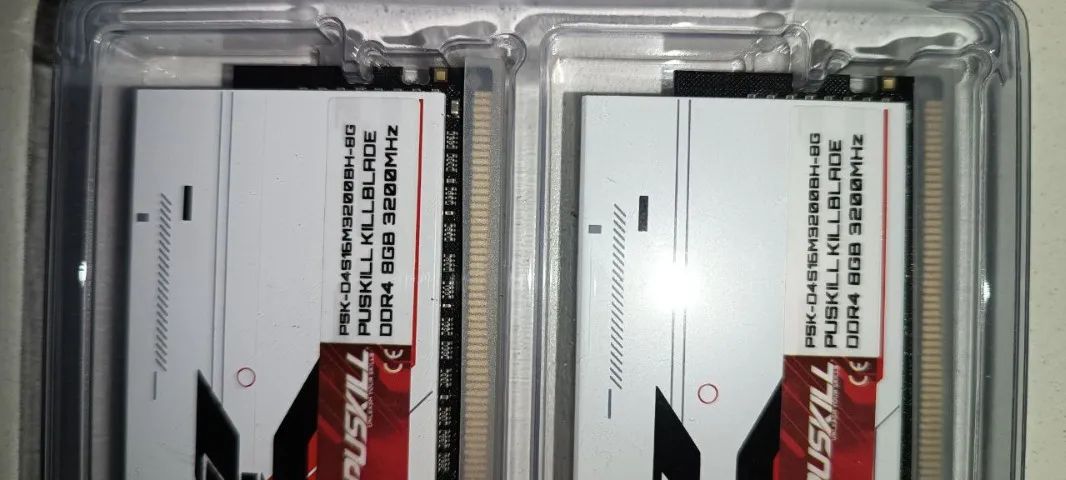 PSK-D4S16M3200BH-8G
PUSKILL KILLBLADE
DDR4 8GB 3200MHz
CE
PUSKILL
PSK-D4S16M3200BH-8G
PUSKILL KILLBLADE
DDR4 8GB 3200MHz
CE
PUSKILL